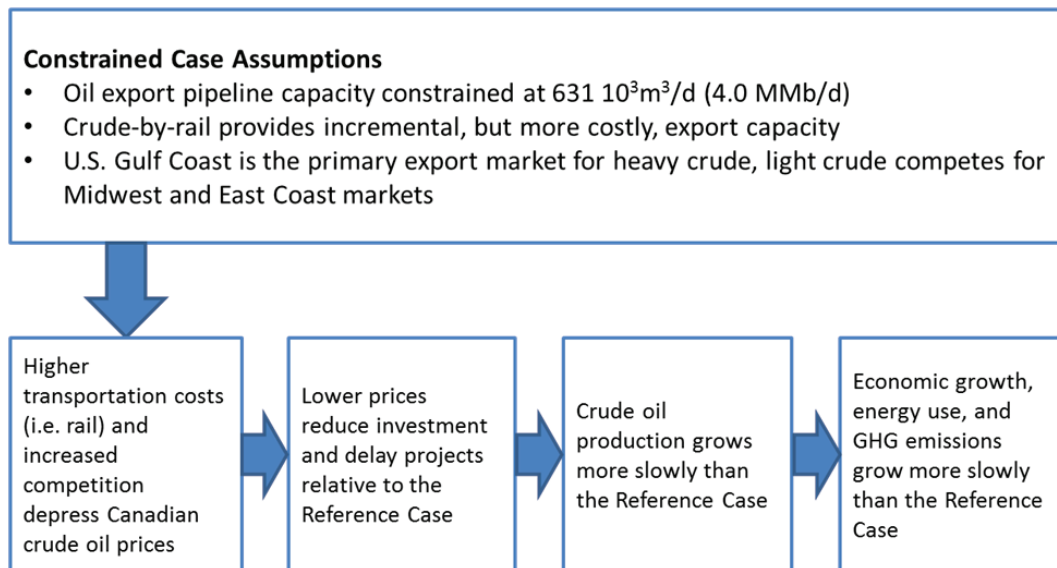 Constrained Case Assumptions
• Oil export pipeline capacity constrained at 631 10³m³/d (4.0 MMb/d)
• Crude-by-rail provides incremental, but more costly, export capacity
• U.S. Gulf Coast is the primary export market for heavy crude, light crude competes for
Midwest and East Coast markets
Higher
transportation costs
(i.e. rail) and
increased
competition
depress Canadian
crude oil prices
Lower prices
reduce investment
and delay projects
relative to the
Reference Case
Crude oil
production grows
more slowly than
the Reference Case
Economic growth,
energy use, and
GHG emissions
grow more slowly
than the Reference
Case